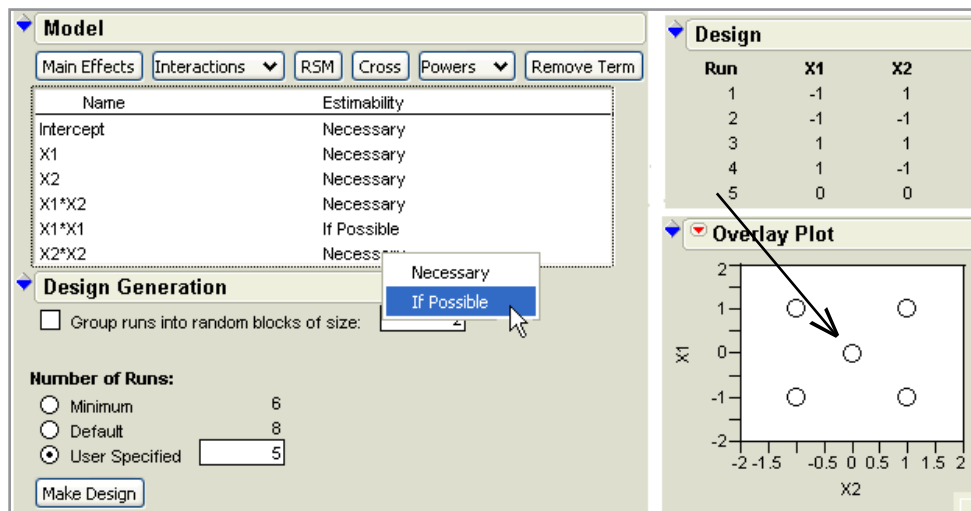 Model
Main Effects Interactions RSM Cross Powers Remove Term
Name Estimability
Intercept Necessary
X1 Necessary
X2 Necessary
X1*X2 Necessary
X1*X1 If Possible
X2*X2 Necess
Necessary
If Possible
Design Generation
Group runs into random blocks of size: 2
Number of Runs:
Minimum 6
Default 8
User Specified 5
Make Design
Design
Run X1 X2
1 -1 1
2 -1 -1
3 1 1
4 1 -1
5 0 0
Overlay Plot
2
1
0
-1
-2
X1
-2 -1.5 -0.5 0 0.5 1 1.5 2
X2